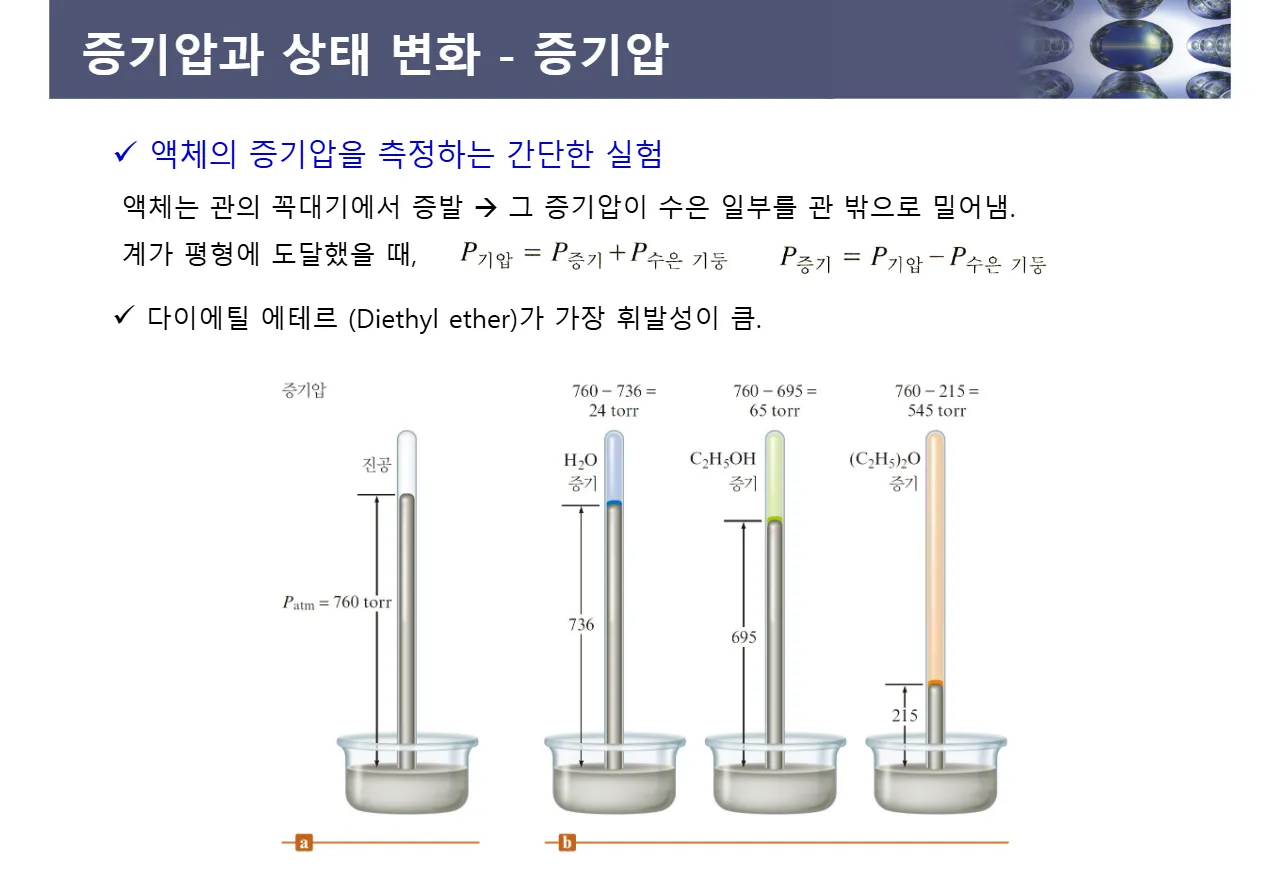 증기압과 상태 변화 - 증기압
✓ 액체의 증기압을 측정하는 간단한 실험
액체는 관의 꼭대기에서 증발 → 그 증기압이 수은 일부를 관 밖으로 밀어냄.
계가 평형에 도달했을 때, P기압 = P증기 + P수은 기둥 P증기 = P기압 − P수은 기둥
✓ 다이에틸 에테르 (Diethyl ether)가 가장 휘발성이 큼.
증기압
760 − 736 =
24 torr
760 − 695 =
65 torr
760 − 215 =
545 torr
진공
H₂O
증기
C₂H₅OH
증기
(C₂H₅)₂O
증기
Patm = 760 torr
736
695
215
a
b